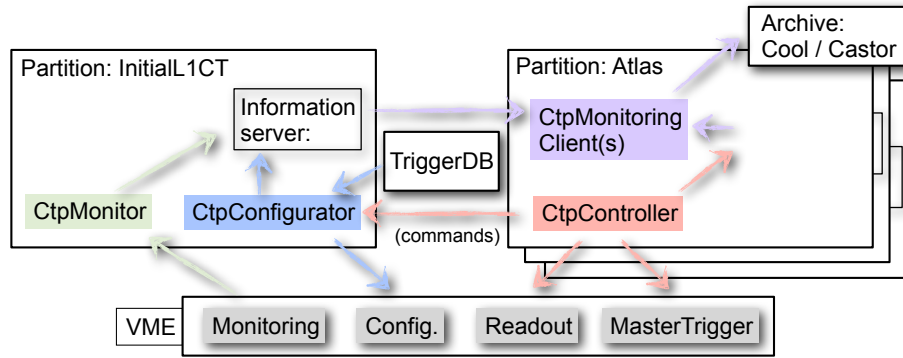 Archive:
Cool / Castor
Partition: InitialL1CT
Partition: Atlas
Information
server:
CtpMonitoring
Client(s)
TriggerDB
CtpMonitor
CtpConfigurator
CtpController
(commands)
VME
Monitoring
Config.
Readout
MasterTrigger